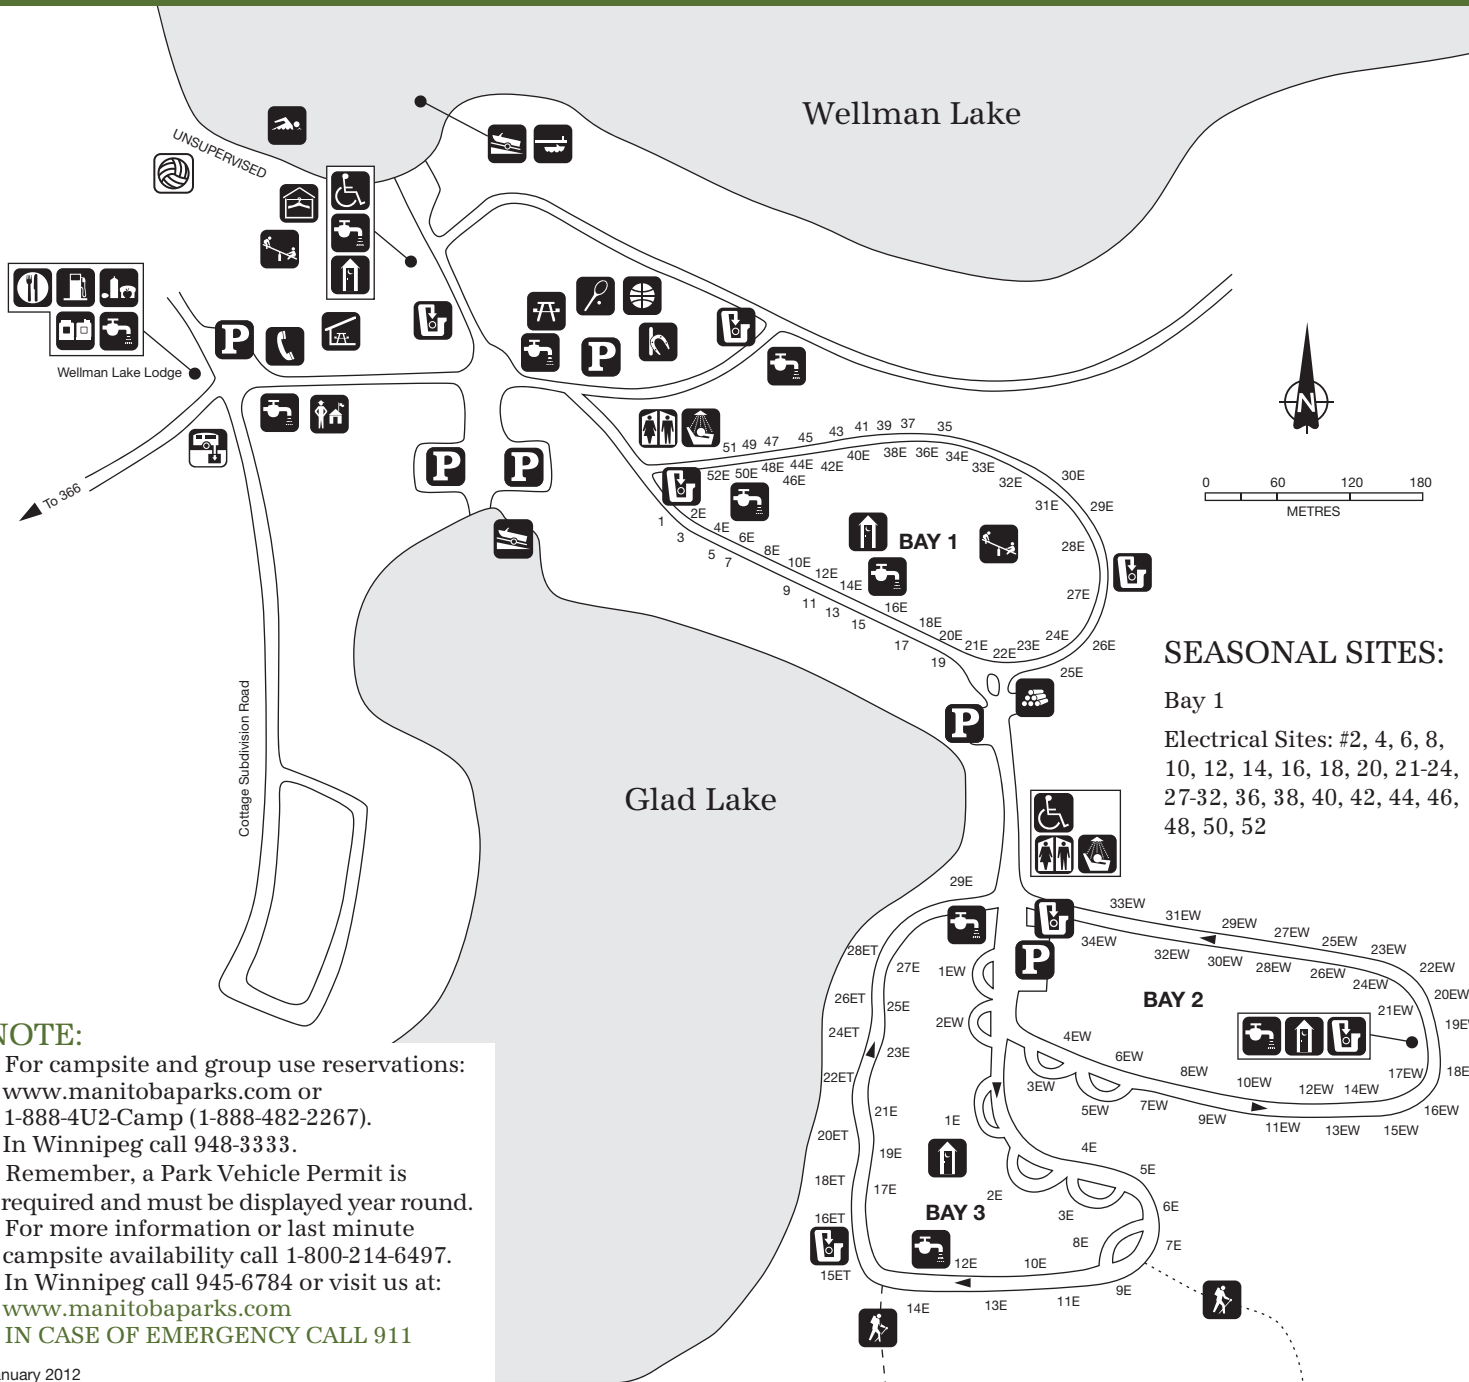 Wellman Lake
UNSUPERVISED
Wellman Lake Lodge
To 366
P
P
P
P
N
0 60 120 180
METRES
51 49 47 45 43 41 39 37 35
52E 50E 48E 46E 44E 42E 40E 38E 36E 34E 33E 32E
31E 30E 29E 28E 27E 26E 25E
BAY 1
1 3 5 7 9 11 13 15 17 19
2E 4E 6E 8E 10E 12E 14E 16E 18E 20E 21E 22E 23E 24E
P
SEASONAL SITES:
Bay 1
Electrical Sites: #2, 4, 6, 8,
10, 12, 14, 16, 18, 20, 21-24,
27-32, 36, 38, 40, 42, 44, 46,
48, 50, 52
Cottage Subdivision Road
Glad Lake
P
33EW 31EW 29EW 27EW 25EW 23EW 22EW 20EW
34EW 32EW 30EW 28EW 26EW 24EW 21EW
BAY 2
4EW 6EW 8EW 10EW 12EW 14EW 17EW
3EW 5EW 7EW 9EW 11EW 13EW 15EW 16EW
29E
28ET 27E 1EW
26ET 25E
24ET 2EW
23E
22ET
21E 1E
20ET
19E
18ET 17E
16ET
15ET
BAY 3
2E 3E 4E 5E 6E 7E 8E 9E
12E 10E
14E 13E 11E
NOTE:
For campsite and group use reservations:
www.manitobaparks.com or
1-888-4U2-Camp (1-888-482-2267).
In Winnipeg call 948-3333.
Remember, a Park Vehicle Permit is
required and must be displayed year round.
For more information or last minute
campsite availability call 1-800-214-6497.
In Winnipeg call 945-6784 or visit us at:
www.manitobaparks.com
IN CASE OF EMERGENCY CALL 911
2012